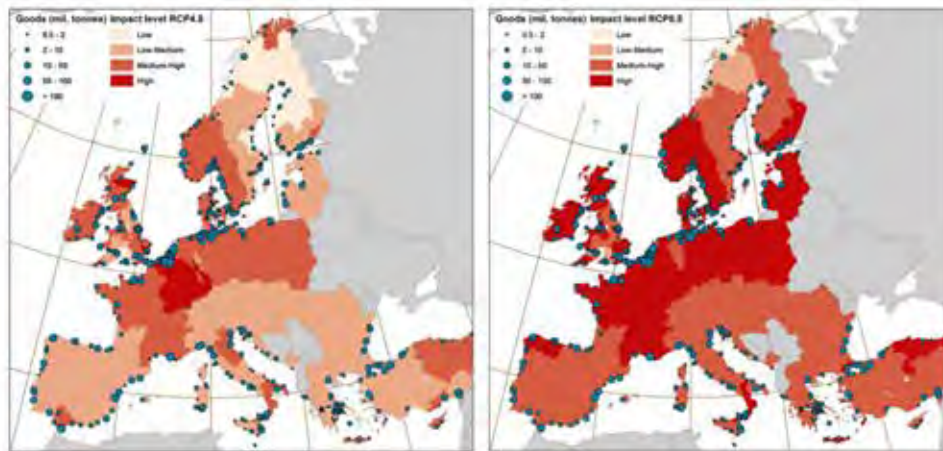 Goods (mil. tonnes) Impact level RCP4.5
0.5 - 2 Low
2 - 10 Low-Medium
10 - 50 Medium-High
50 - 100 High
> 100
Goods (mil. tonnes) Impact level RCP8.5
0.5 - 2 Low
2 - 10 Low-Medium
10 - 50 Medium-High
50 - 100 High
> 100